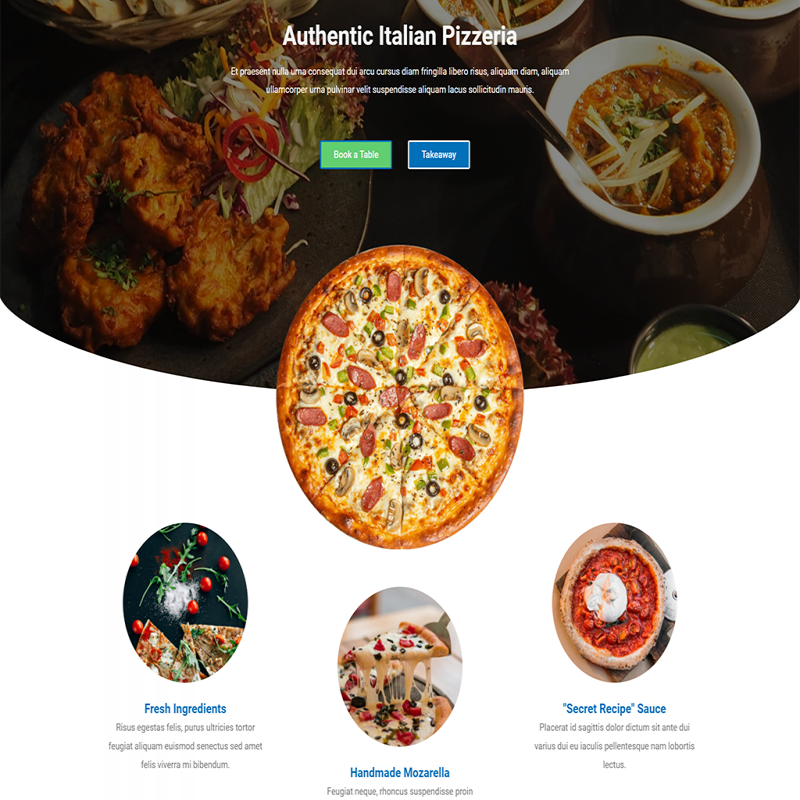 Authentic Italian Pizzeria
Et praesent nulla urna consequat dui arcu cursus diam fringilla libero risus, aliquam diam, aliquam
ullamcorper urna pulvinar velit suspendisse aliquam lacus sollicitudin mauris.
Book a Table
Takeaway
Fresh Ingredients
Risus egestas felis, purus ultricies tortor
feugiat aliquam euismod senectus sed amet
felis viverra mi bibendum.
Handmade Mozarella
Feugiat neque, rhoncus suspendisse proin
"Secret Recipe" Sauce
Placerat id sagittis dolor dictum sit ante dui
varius dui eu iaculis pellentesque nam lobortis
lectus.